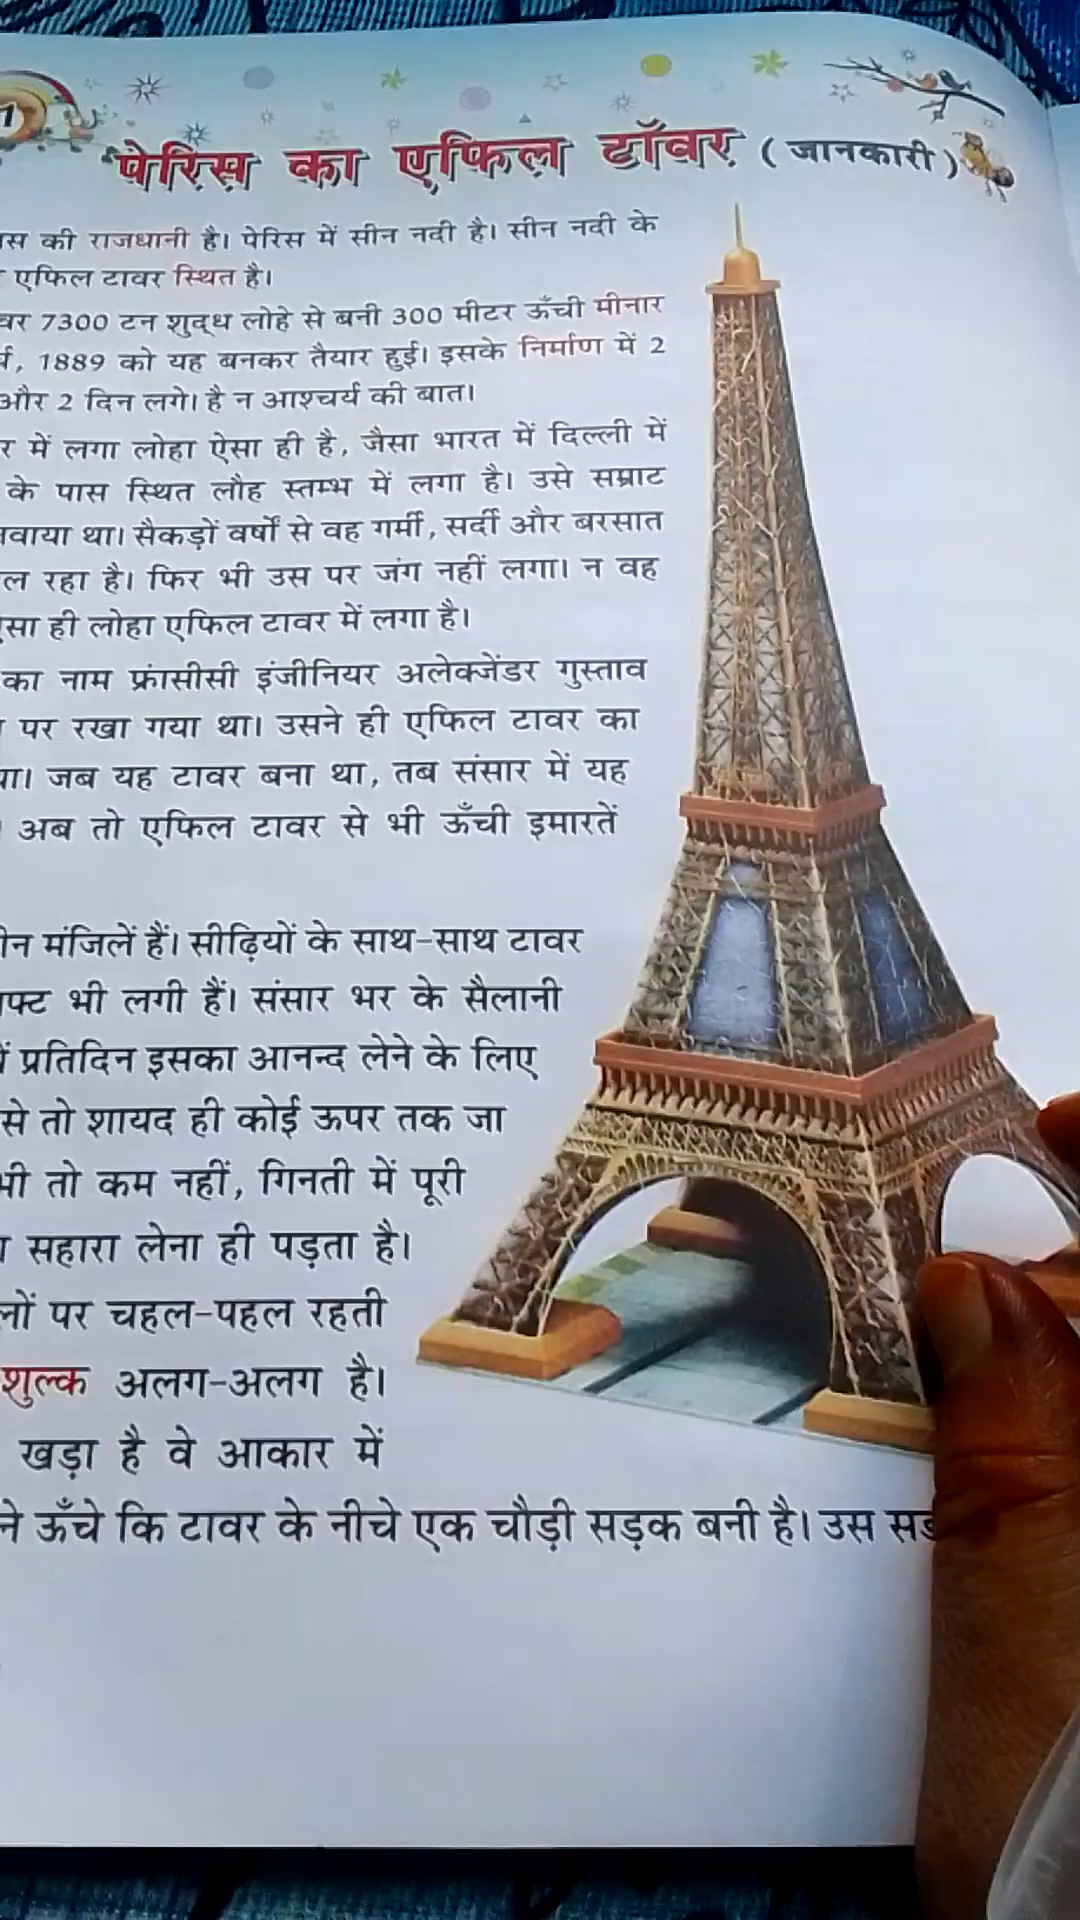 1
पेरिस का एफिल टॉवर ( जानकारी )
की राजधानी है। पेरिस में सीन नदी है। सीन नदी के
एफिल टावर स्थित है।
7300 टन शुद्ध लोहे से बनी 300 मीटर ऊँची मीनार
, 1889 को यह बनकर तैयार हुई। इसके निर्माण में 2
और 2 दिन लगे। है न आश्चर्य की बात।
में लगा लोहा ऐसा ही है, जैसा भारत में दिल्ली में
के पास स्थित लौह स्तम्भ में लगा है। उसे सम्राट
था। सैकड़ों वर्षों से वह गर्मी, सर्दी और बरसात
रहा है। फिर भी उस पर जंग नहीं लगा। न वह
ही लोहा एफिल टावर में लगा है।
का नाम फ्रांसीसी इंजीनियर अलेक्जेंडर गुस्ताव
पर रखा गया था। उसने ही एफिल टावर का
जब यह टावर बना था, तब संसार में यह
अब तो एफिल टावर से भी ऊँची इमारतें
मंजिलें हैं। सीढ़ियों के साथ-साथ टावर
भी लगी हैं। संसार भर के सैलानी
प्रतिदिन इसका आनन्द लेने के लिए
से तो शायद ही कोई ऊपर तक जा
तो कम नहीं, गिनती में पूरी
सहारा लेना ही पड़ता है।
पर चहल-पहल रहती
शुल्क अलग-अलग है।
खड़ा है वे आकार में
ऊँचे कि टावर के नीचे एक चौड़ी सड़क बनी है। उस